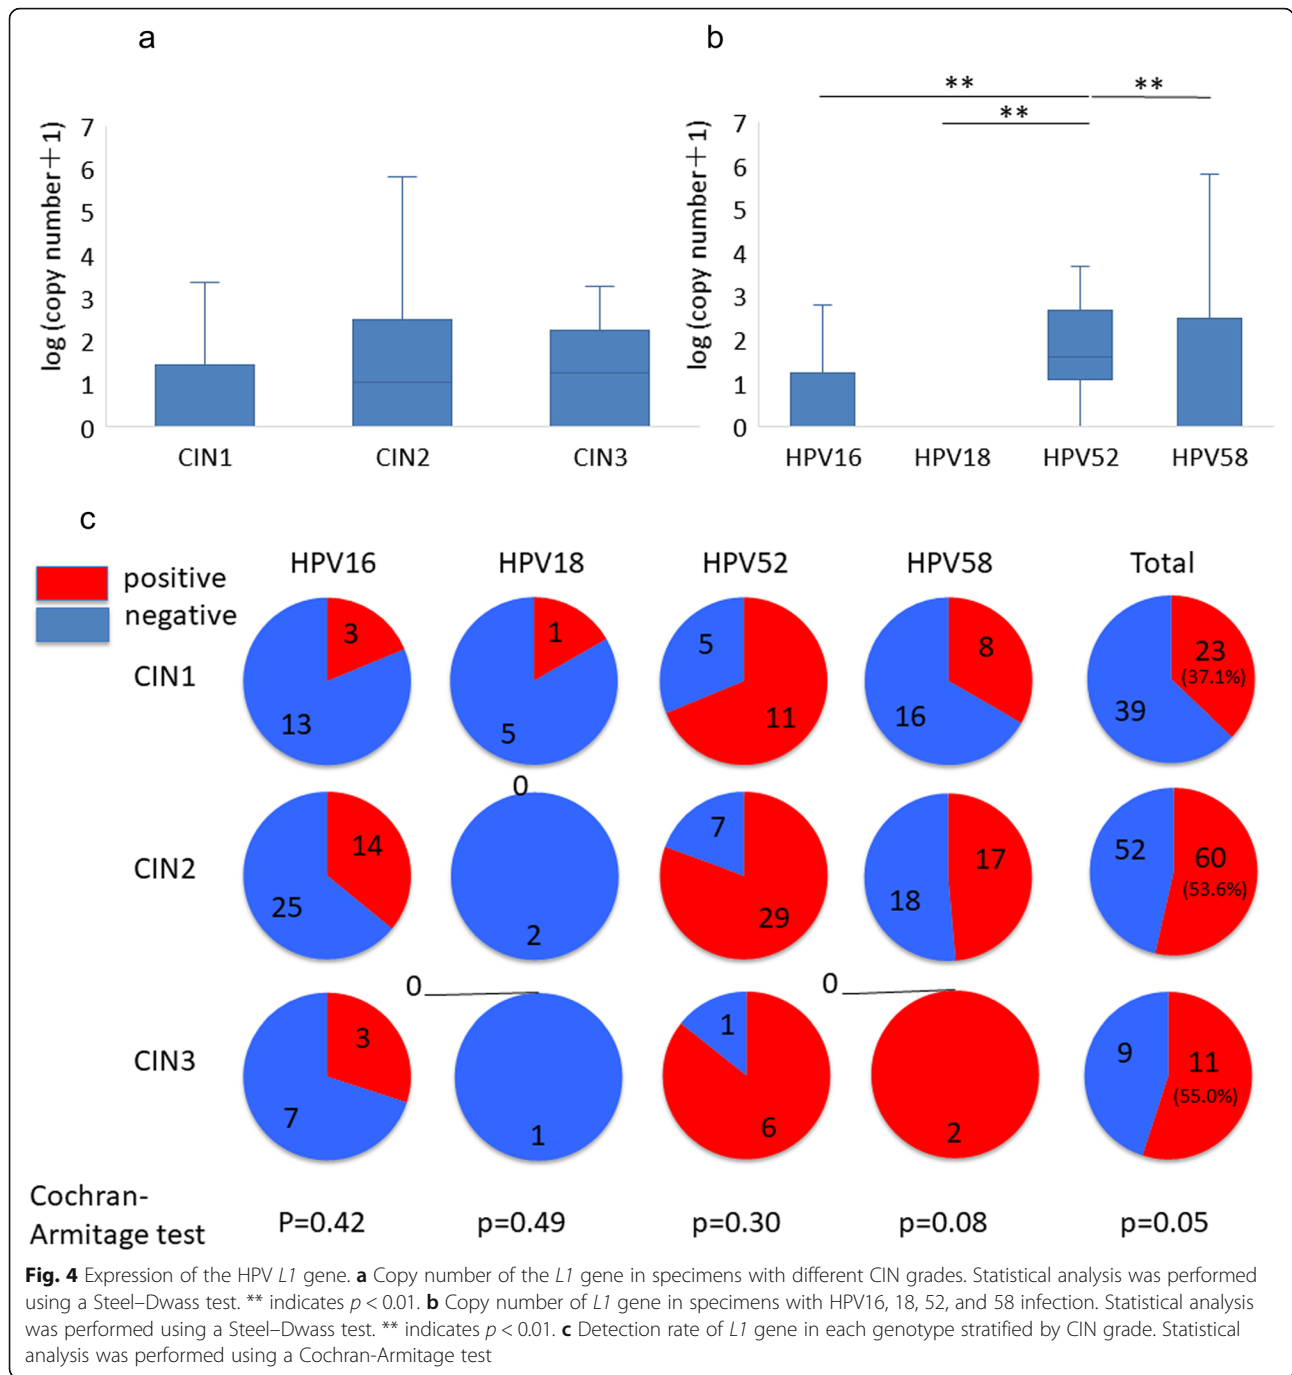 a
b
log (copy number+1)
7
6
5
4
3
2
1
0
CIN1 CIN2 CIN3
** **
**
log (copy number+1)
7
6
5
4
3
2
1
0
HPV16 HPV18 HPV52 HPV58
c
positive
negative
HPV16 HPV18 HPV52 HPV58 Total
CIN1
3
13
1
5
5
11
8
16
23
(37.1%)
39
CIN2
14
25
0
2
7
29
17
18
52
60
(53.6%)
CIN3
3
7
0
1
1
6
0
2
9
11
(55.0%)
Cochran-
Armitage test
P=0.42 p=0.49 p=0.30 p=0.08 p=0.05
Fig. 4 Expression of the HPV L1 gene. a Copy number of the L1 gene in specimens with different CIN grades. Statistical analysis was performed
using a Steel–Dwass test. ** indicates p < 0.01. b Copy number of L1 gene in specimens with HPV16, 18, 52, and 58 infection. Statistical analysis
was performed using a Steel–Dwass test. ** indicates p < 0.01. c Detection rate of L1 gene in each genotype stratified by CIN grade. Statistical
analysis was performed using a Cochran-Armitage test